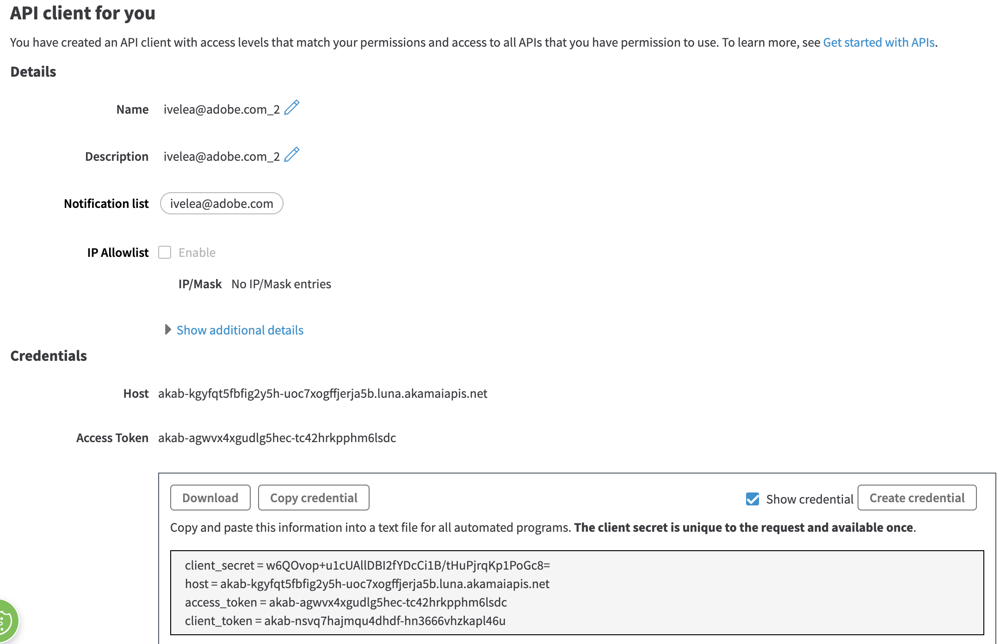 API client for you
You have created an API client with access levels that match your permissions and access to all APIs that you have permission to use. To learn more, see Get started with APIs.
Details
Name ivelea@adobe.com_2
Description ivelea@adobe.com_2
Notification list ivelea@adobe.com
IP Allowlist Enable
IP/Mask No IP/Mask entries
Show additional details
Credentials
Host akab-kgyfqt5fbfig2y5h-uoc7xogffjerja5b.luna.akamaiapis.net
Access Token akab-agwvx4xgudlg5hec-tc42hrkpphm6lsdc
Download Copy credential Show credential Create credential
Copy and paste this information into a text file for all automated programs. The client secret is unique to the request and available once.
client_secret = w6QOvop+u1cUAllDBI2fYDcCi1B/tHuPjrqKp1PoGc8=
host = akab-kgyfqt5fbfig2y5h-uoc7xogffjerja5b.luna.akamaiapis.net
access_token = akab-agwvx4xgudlg5hec-tc42hrkpphm6lsdc
client_token = akab-nsvq7hajmqu4dhdf-hn3666vhzkapl46u